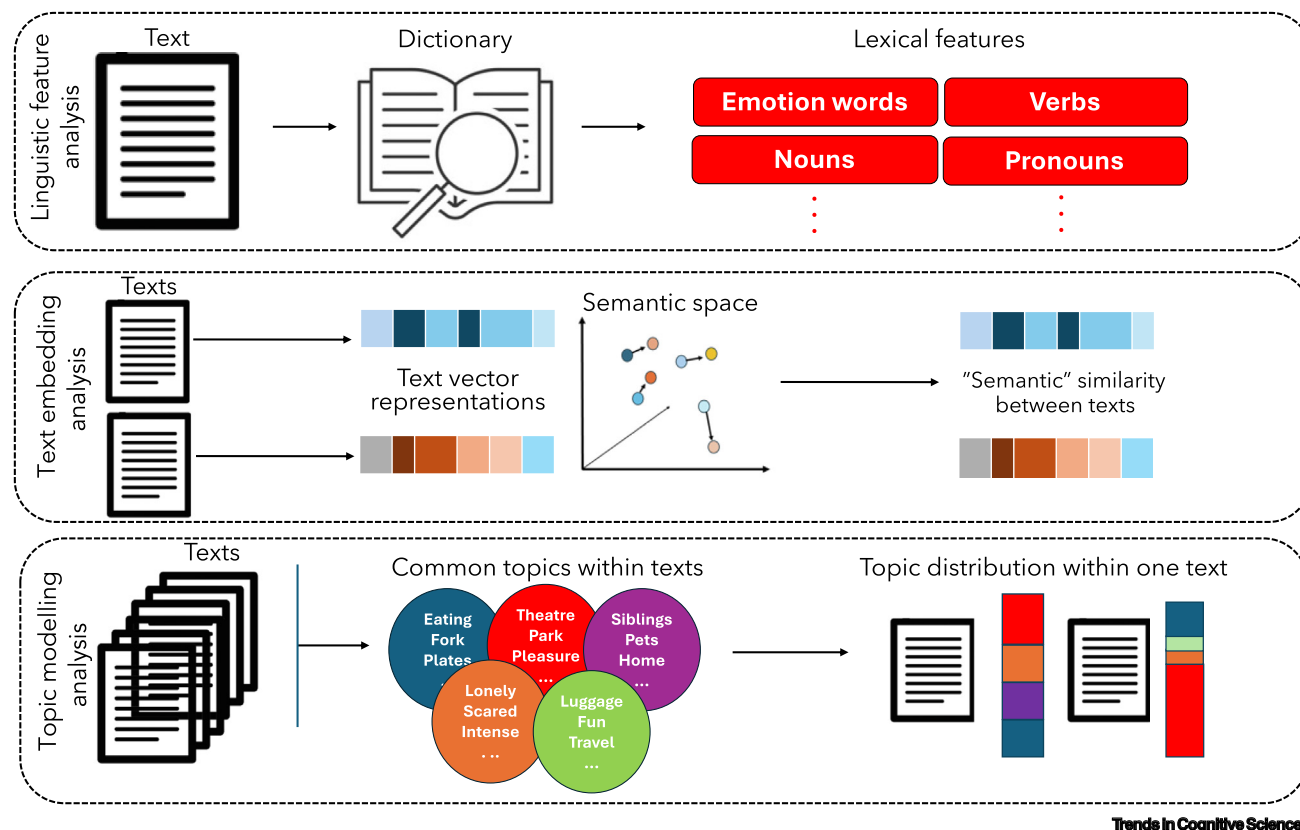 Linguistic feature
analysis
Text
Dictionary
Lexical features
Emotion words
Verbs
Nouns
Pronouns
Text embedding
analysis
Texts
Text vector
representations
Semantic space
”Semantic” similarity
between texts
Topic modelling
analysis
Texts
Common topics within texts
Eating
Fork
Plates
...
Theatre
Park
Pleasure
...
Siblings
Pets
Home
...
Lonely
Scared
Intense
. ..
Luggage
Fun
Travel
...
Topic distribution within one text
Trends in Cognitive Science